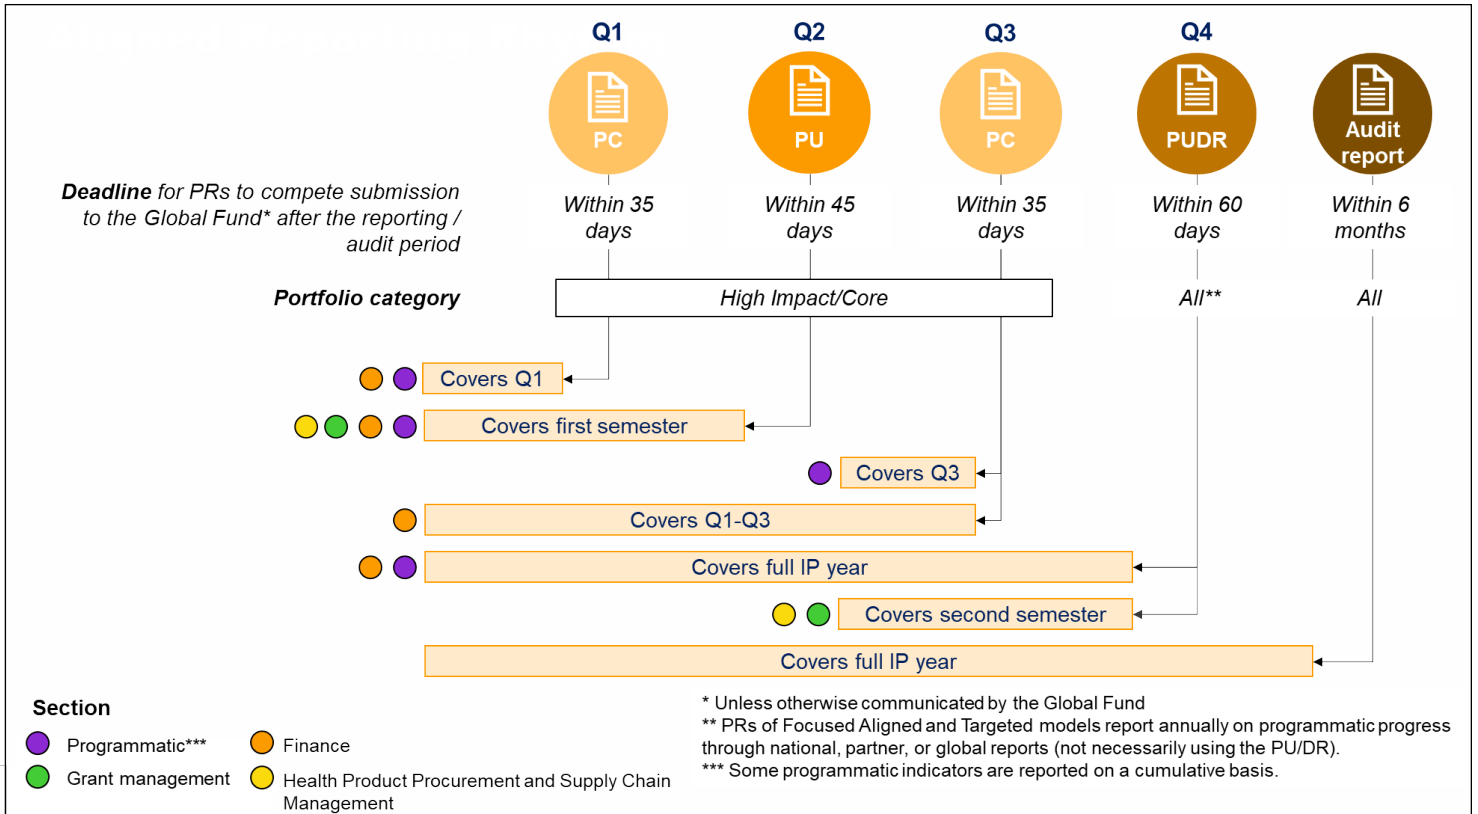 Q1 Q2 Q3 Q4
PC PU PC PUDR Audit
report
Deadline for PRs to compete submission
to the Global Fund* after the reporting /
audit period
Within 35
days
Within 45
days
Within 35
days
Within 60
days
Within 6
months
Portfolio category
High Impact/Core
All**
All
Covers Q1
Covers first semester
Covers Q3
Covers Q1-Q3
Covers full IP year
Covers second semester
Covers full IP year
Section
Programmatic***
Finance
Grant management
Health Product Procurement and Supply Chain
Management
* Unless otherwise communicated by the Global Fund
** PRs of Focused Aligned and Targeted models report annually on programmatic progress
through national, partner, or global reports (not necessarily using the PU/DR).
*** Some programmatic indicators are reported on a cumulative basis.